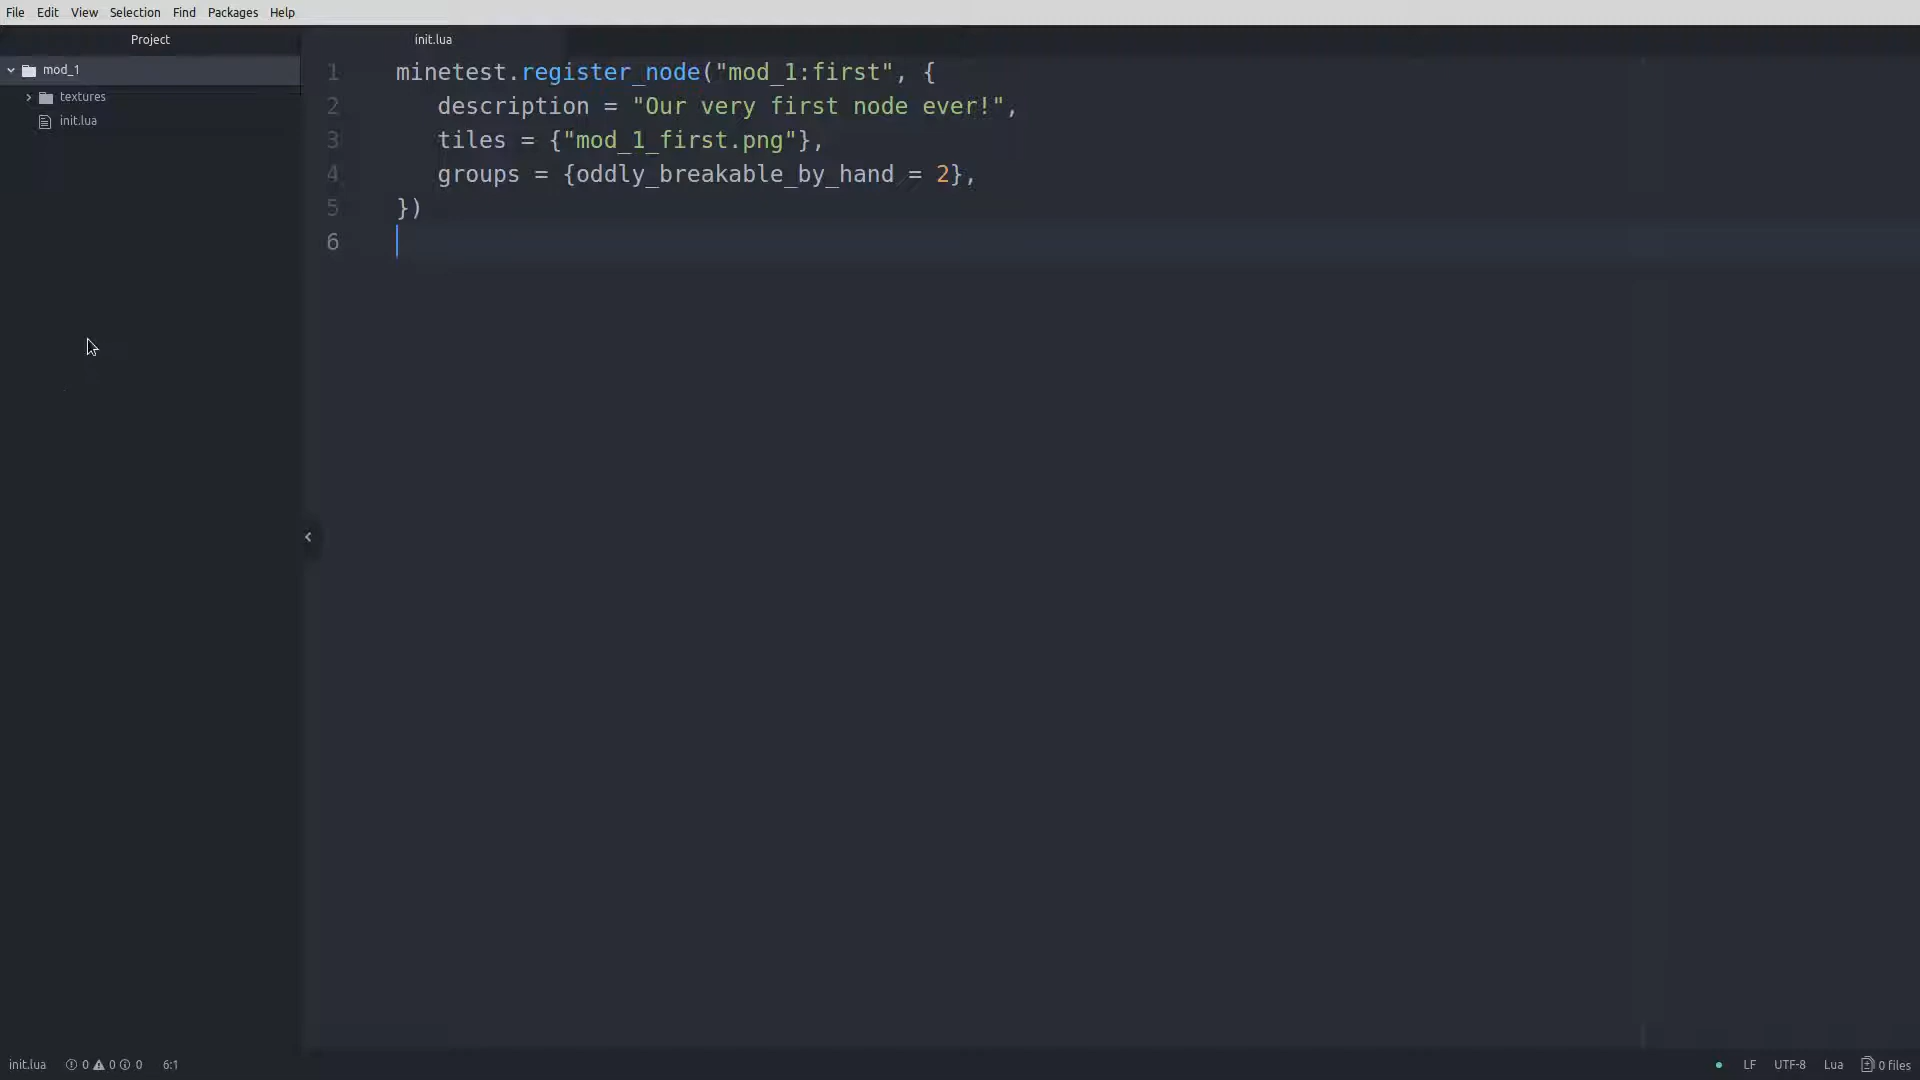 File Edit View Selection Find Packages Help
Project
init.lua
mod_1
textures
init.lua
1 minetest.register_node("mod_1:first", {
2 description = "Our very first node ever!",
3 tiles = {"mod_1_first.png"},
4 groups = {oddly_breakable_by_hand = 2},
5 })
6
init.lua 0 0 0 6:1 LF UTF-8 Lua 0 files